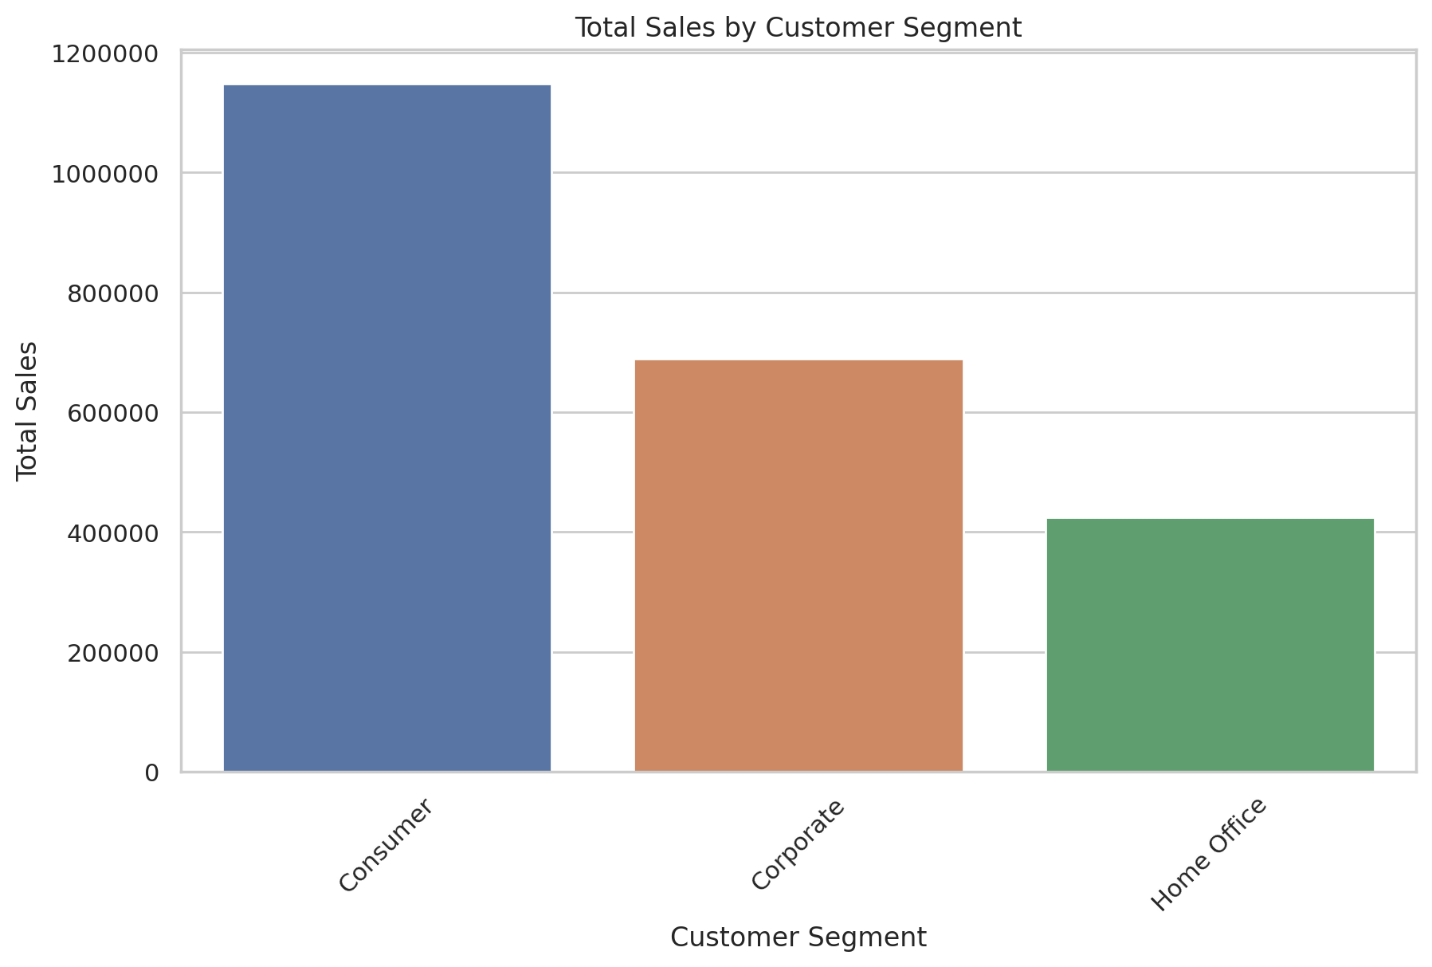 Total Sales by Customer Segment
1200000
1000000
800000
600000
400000
200000
0
Total Sales
Consumer
Corporate
Home Office
Customer Segment